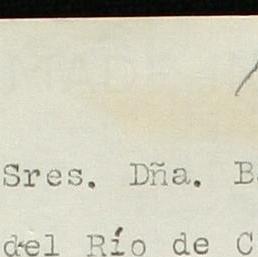 Sres. Dña. B
del Río de C